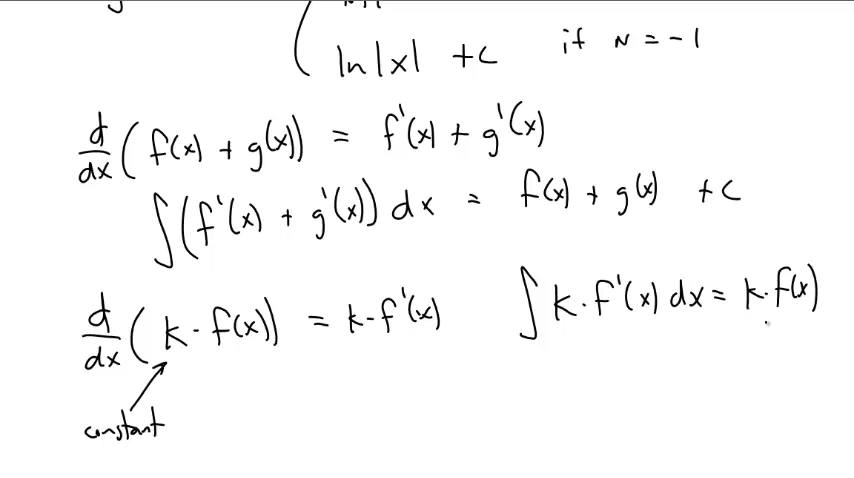 ln|x| + c if n = -1
d/dx (f(x) + g(x)) = f'(x) + g'(x)
∫(f'(x) + g'(x)) dx = f(x) + g(x) + c
d/dx (k · f(x)) = k · f'(x) ∫ k · f'(x) dx = k · f(x)
constant